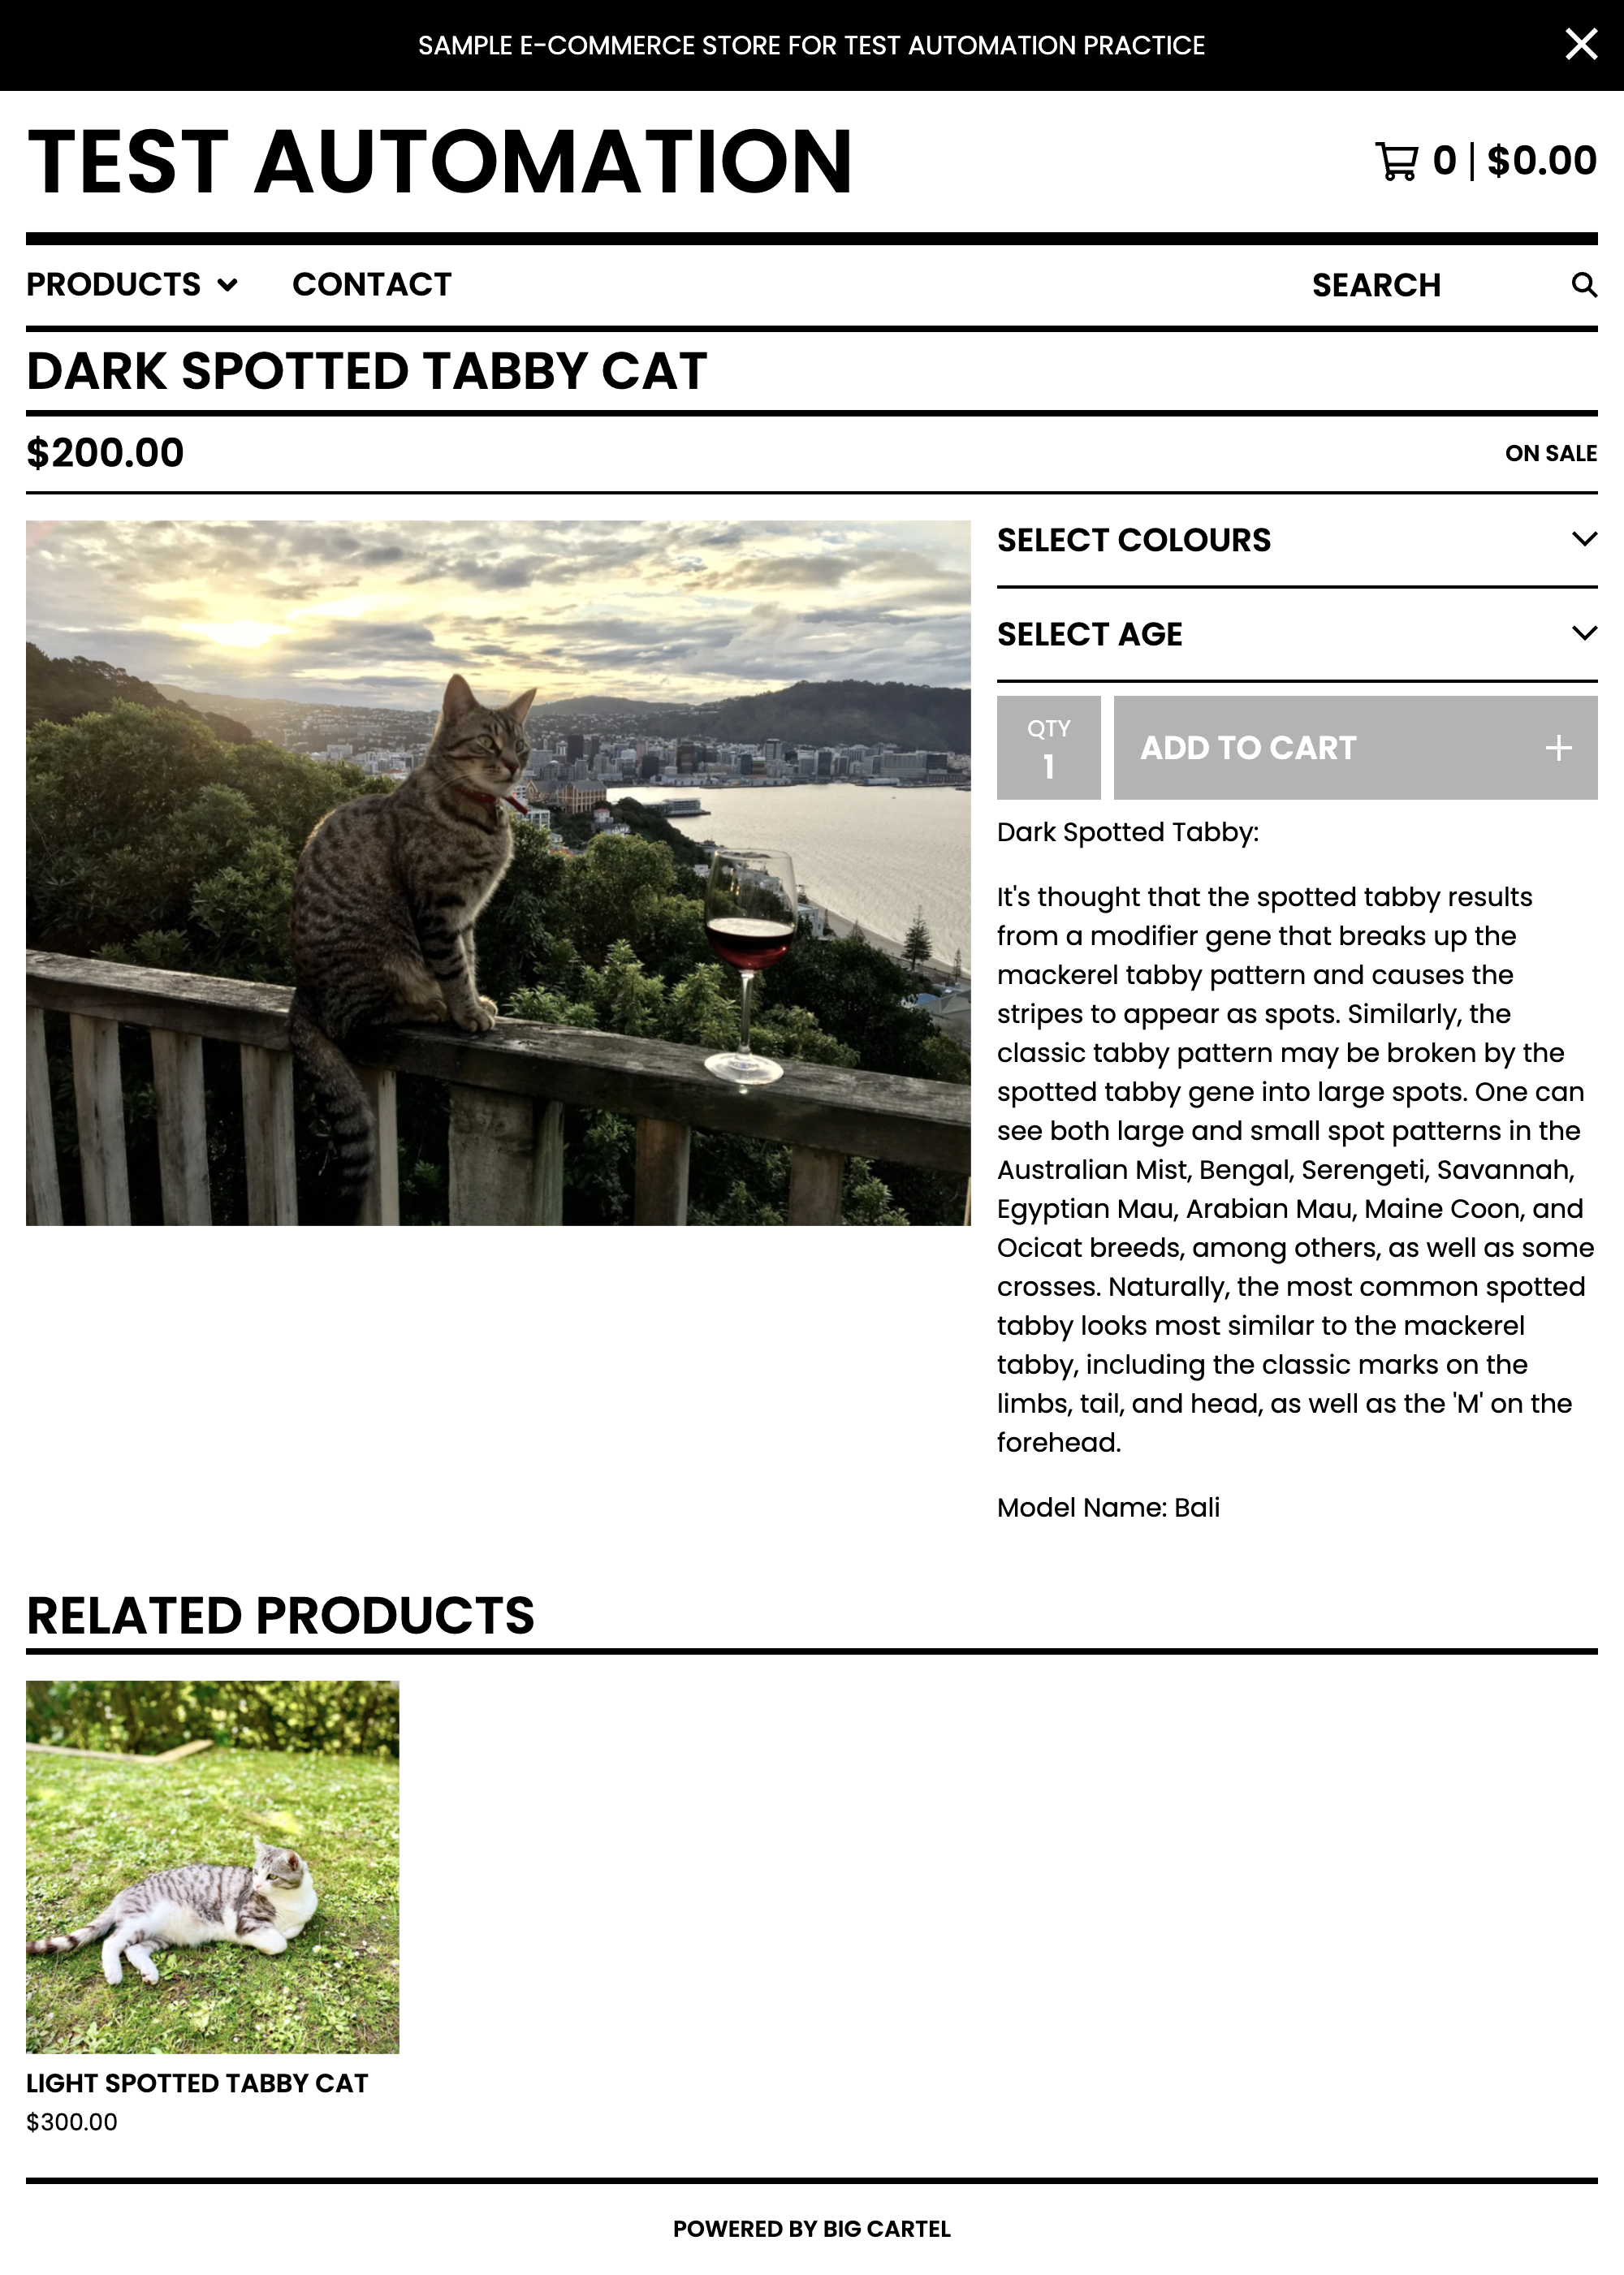 SAMPLE E-COMMERCE STORE FOR TEST AUTOMATION PRACTICE
TEST AUTOMATION
0 | $0.00
PRODUCTS
CONTACT
SEARCH
DARK SPOTTED TABBY CAT
$200.00
ON SALE
SELECT COLOURS
SELECT AGE
QTY
1
ADD TO CART
Dark Spotted Tabby:
It's thought that the spotted tabby results
from a modifier gene that breaks up the
mackerel tabby pattern and causes the
stripes to appear as spots. Similarly, the
classic tabby pattern may be broken by the
spotted tabby gene into large spots. One can
see both large and small spot patterns in the
Australian Mist, Bengal, Serengeti, Savannah,
Egyptian Mau, Arabian Mau, Maine Coon, and
Ocicat breeds, among others, as well as some
crosses. Naturally, the most common spotted
tabby looks most similar to the mackerel
tabby, including the classic marks on the
limbs, tail, and head, as well as the 'M' on the
forehead.
Model Name: Bali
RELATED PRODUCTS
LIGHT SPOTTED TABBY CAT
$300.00
POWERED BY BIG CARTEL